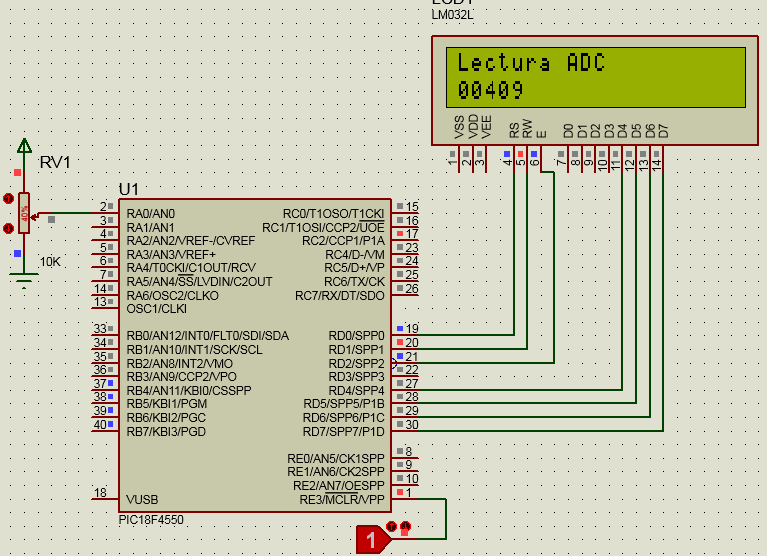 LCD1
LM032L
Lectura ADC
00409
VSS
VDD
VEE
RS
RW
E
D0
D1
D2
D3
D4
D5
D6
D7
1
2
3
4
5
6
7
8
9
10
11
12
13
14
RV1
40%
10K
U1
2 RA0/AN0 RC0/T1OSO/T1CKI 15
3 RA1/AN1 RC1/T1OSI/CCP2/UOE 16
4 RA2/AN2/VREF-/CVREF RC2/CCP1/P1A 17
5 RA3/AN3/VREF+ RC4/D-/VM 23
6 RA4/T0CKI/C1OUT/RCV RC5/D+/VP 24
7 RA5/AN4/SS/LVDIN/C2OUT RC6/TX/CK 25
14 RA6/OSC2/CLKO RC7/RX/DT/SDO 26
13 OSC1/CLKI
33 RB0/AN12/INT0/FLT0/SDI/SDA RD0/SPP0 19
34 RB1/AN10/INT1/SCK/SCL RD1/SPP1 20
35 RB2/AN8/INT2/VMO RD2/SPP2 21
36 RB3/AN9/CCP2/VPO RD3/SPP3 22
37 RB4/AN11/KBI0/CSSPP RD4/SPP4 27
38 RB5/KBI1/PGM RD5/SPP5/P1B 28
39 RB6/KBI2/PGC RD6/SPP6/P1C 29
40 RB7/KBI3/PGD RD7/SPP7/P1D 30
RE0/AN5/CK1SPP 8
RE1/AN6/CK2SPP 9
RE2/AN7/OESPP 10
18 VUSB RE3/MCLR/VPP 1
PIC18F4550
1